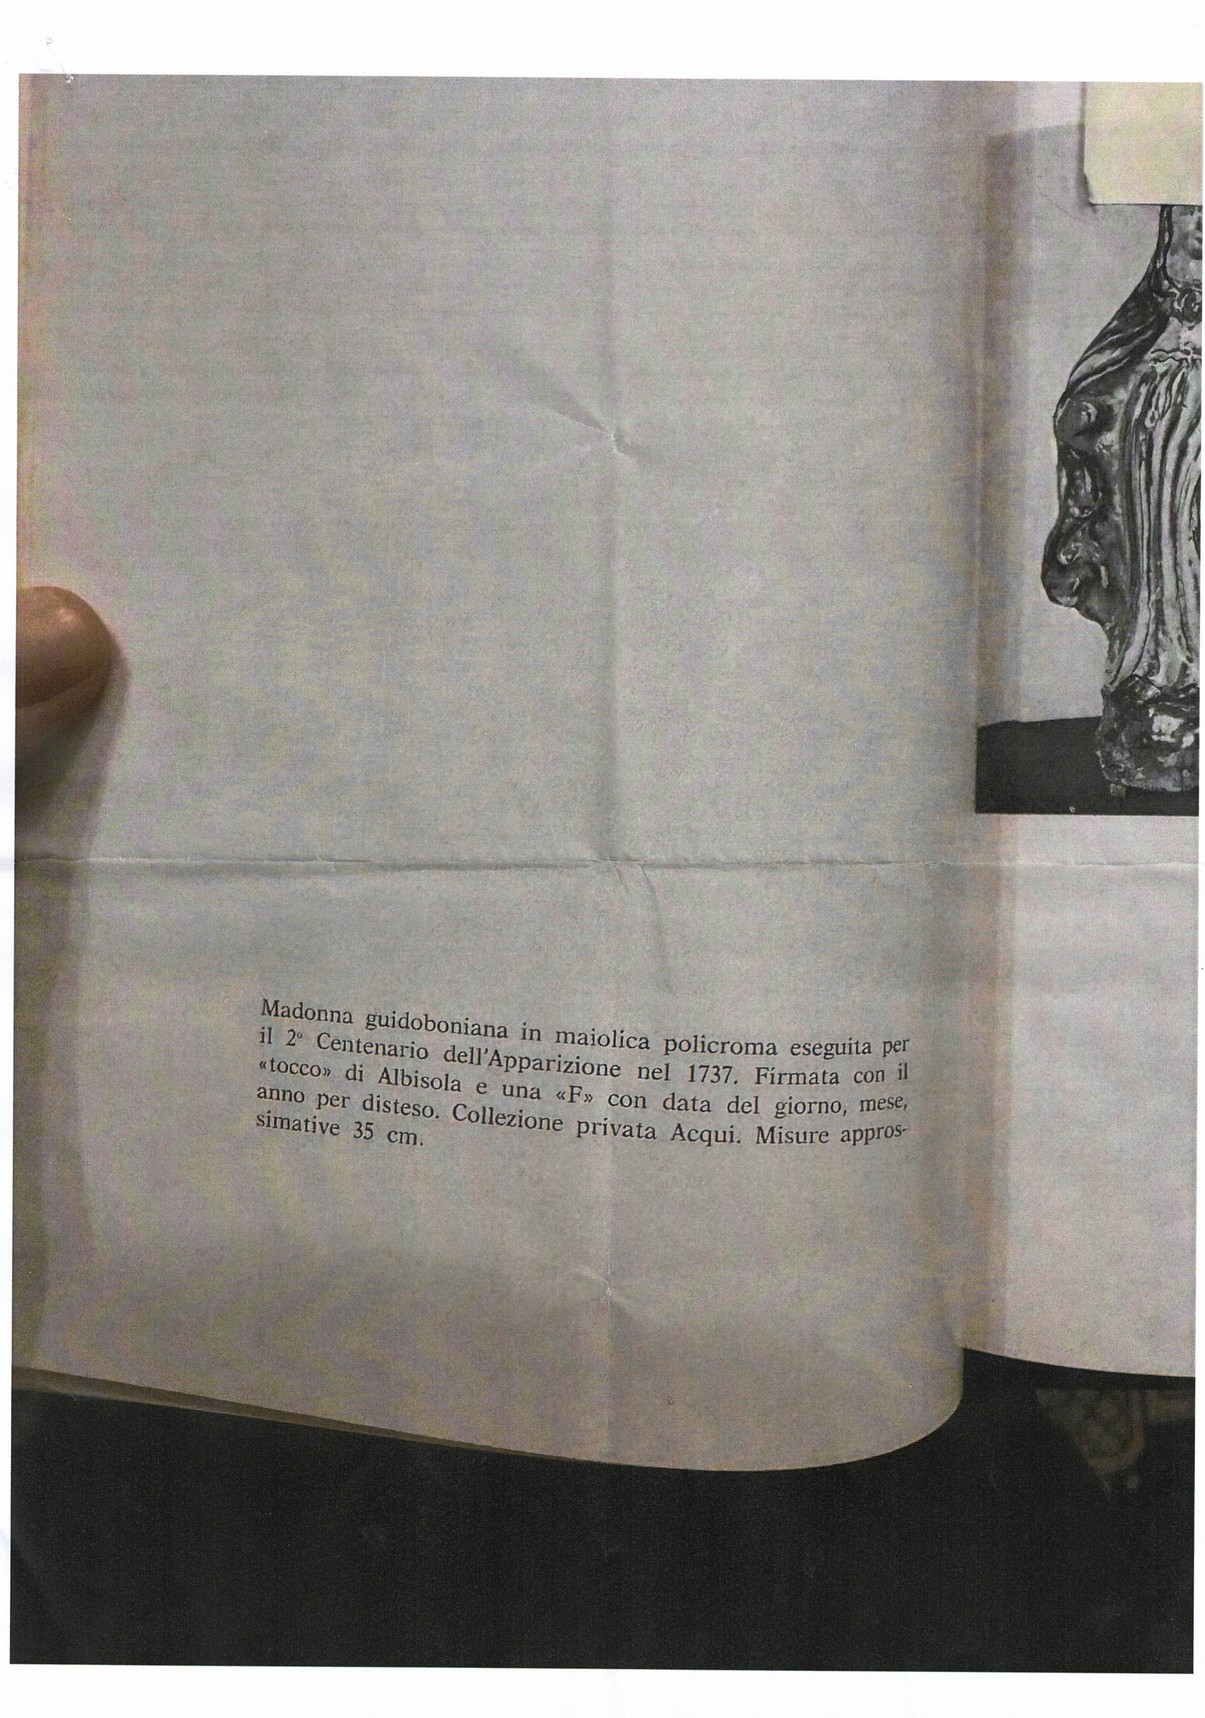 Madonna guidoboniana in maiolica policroma eseguita per
il 2º Centenario dell'Apparizione nel 1737. Firmata con il
«tocco» di Albisola e una «F» con data del giorno, mese,
anno per disteso. Collezione privata Acqui. Misure appros-
simative 35 cm.